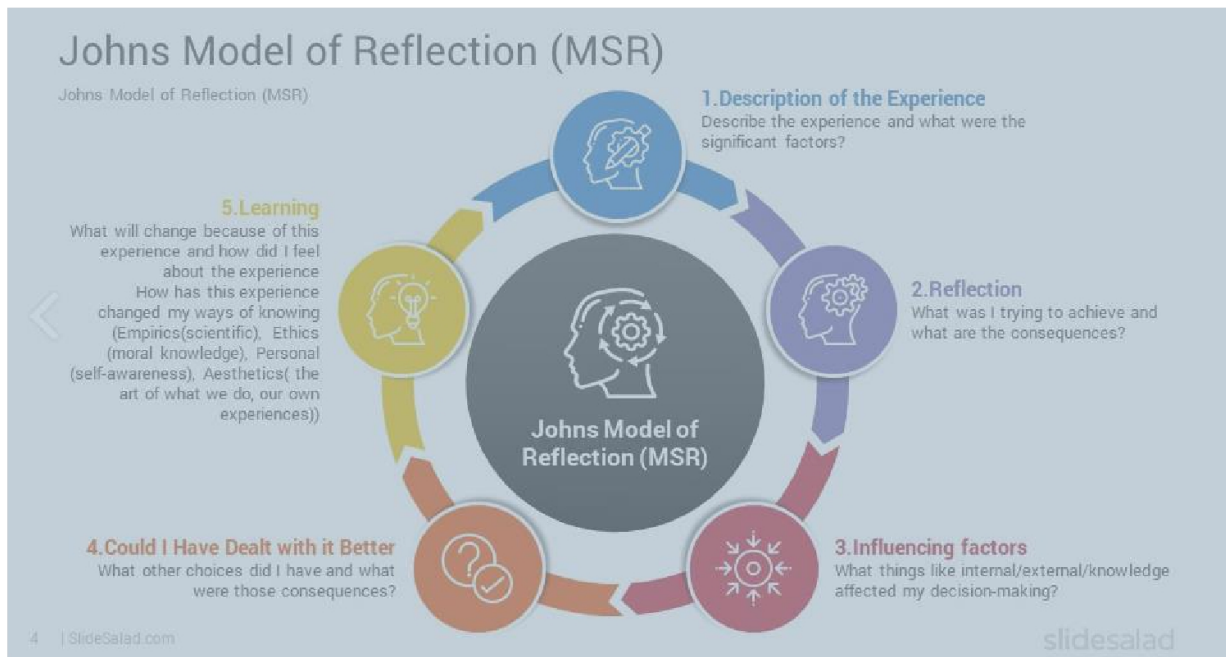 Johns Model of Reflection (MSR)
Johns Model of Reflection (MSR)
1.Description of the Experience
Describe the experience and what were the
significant factors?
2.Reflection
What was I trying to achieve and
what are the consequences?
3.Influencing factors
What things like internal/external/knowledge
affected my decision-making?
4.Could I Have Dealt with it Better
What other choices did I have and what
were those consequences?
5.Learning
What will change because of this
experience and how did I feel
about the experience
How has this experience
changed my ways of knowing
(Empirics(scientific), Ethics
(moral knowledge), Personal
(self-awareness), Aesthetics( the
art of what we do, our own
experiences))
Johns Model of
Reflection (MSR)
4 | SlideSalad.com
slidesalad